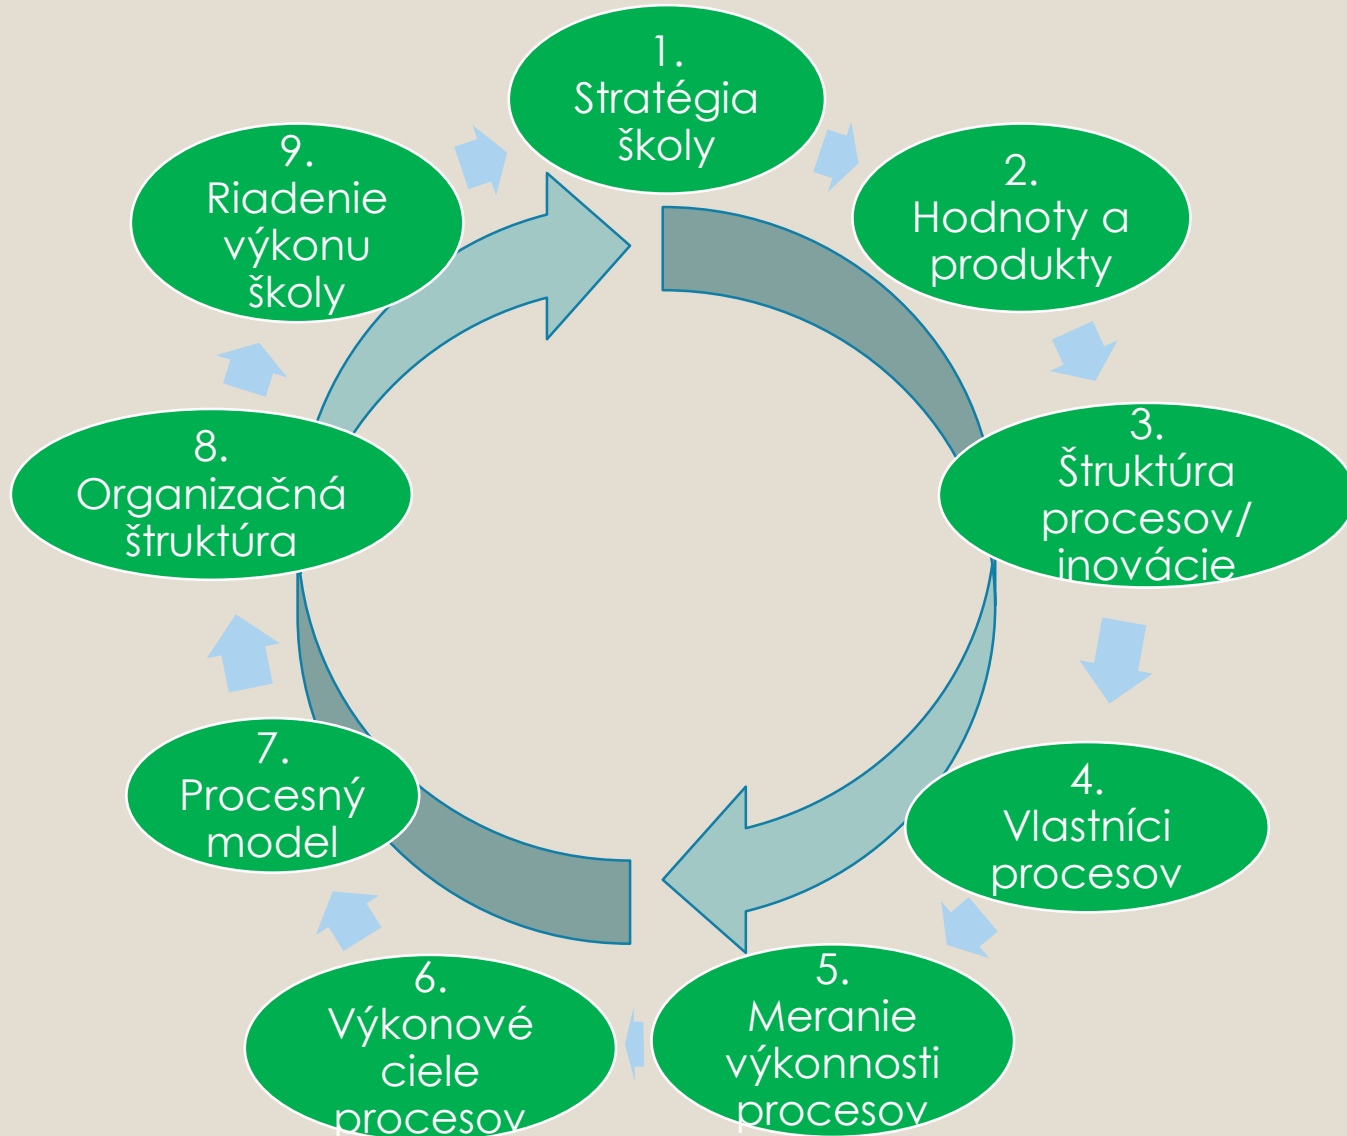 1.
Stratégia
školy
2.
Hodnoty a
produkty
3.
Štruktúra
procesov/
inovácie
4.
Vlastníci
procesov
5.
Meranie
výkonnosti
procesov
6.
Výkonové
ciele
procesov
7.
Procesný
model
8.
Organizačná
štruktúra
9.
Riadenie
výkonu
školy